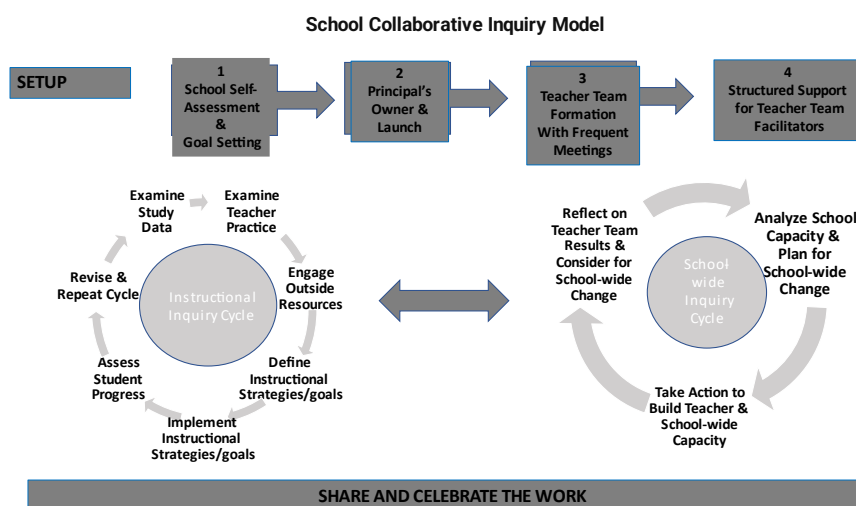 School Collaborative Inquiry Model
SETUP
1
School Self-
Assessment
&
Goal Setting
2
Principal's
Owner &
Launch
3
Teacher Team
Formation
With Frequent
Meetings
4
Structured Support
for Teacher Team
Facilitators
Examine
Study
Data
Examine
Teacher
Practice
Engage
Outside
Resources
Define
Instructional
Strategies/goals
Implement
Instructional
Strategies/goals
Assess
Student
Progress
Revise &
Repeat Cycle
Instructional
Inquiry Cycle
Reflect on
Teacher Team
Results &
Consider for
School-wide
Change
Analyze School
Capacity &
Plan for
School-wide
Change
Take Action to
Build Teacher &
School-wide
Capacity
School-
wide
Inquiry
Cycle
SHARE AND CELEBRATE THE WORK